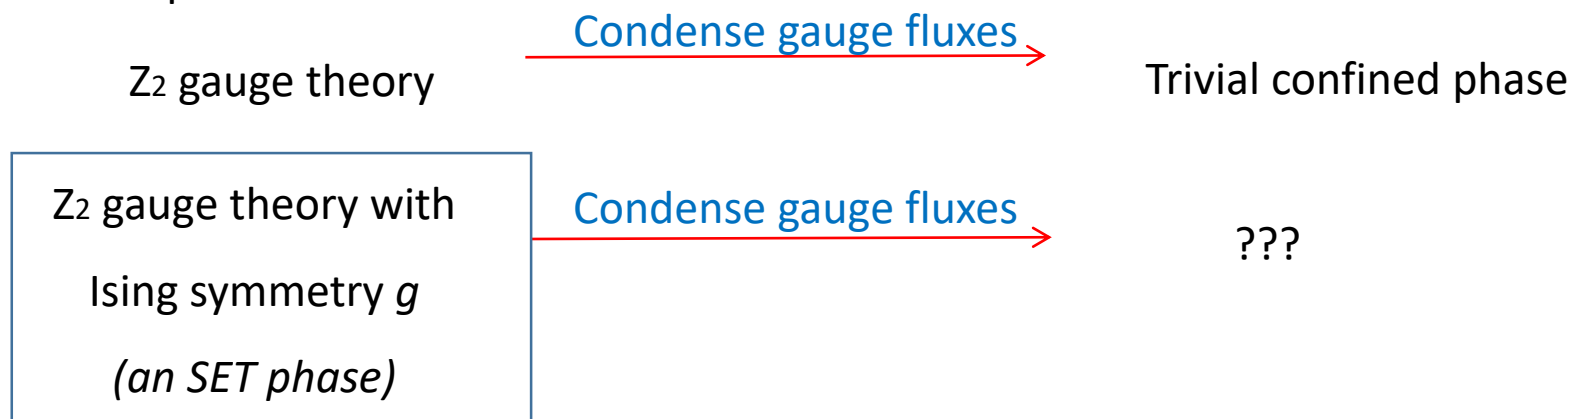 Condense gauge fluxes
Z2 gauge theory
Trivial confined phase
Z2 gauge theory with
Ising symmetry g
(an SET phase)
Condense gauge fluxes
???